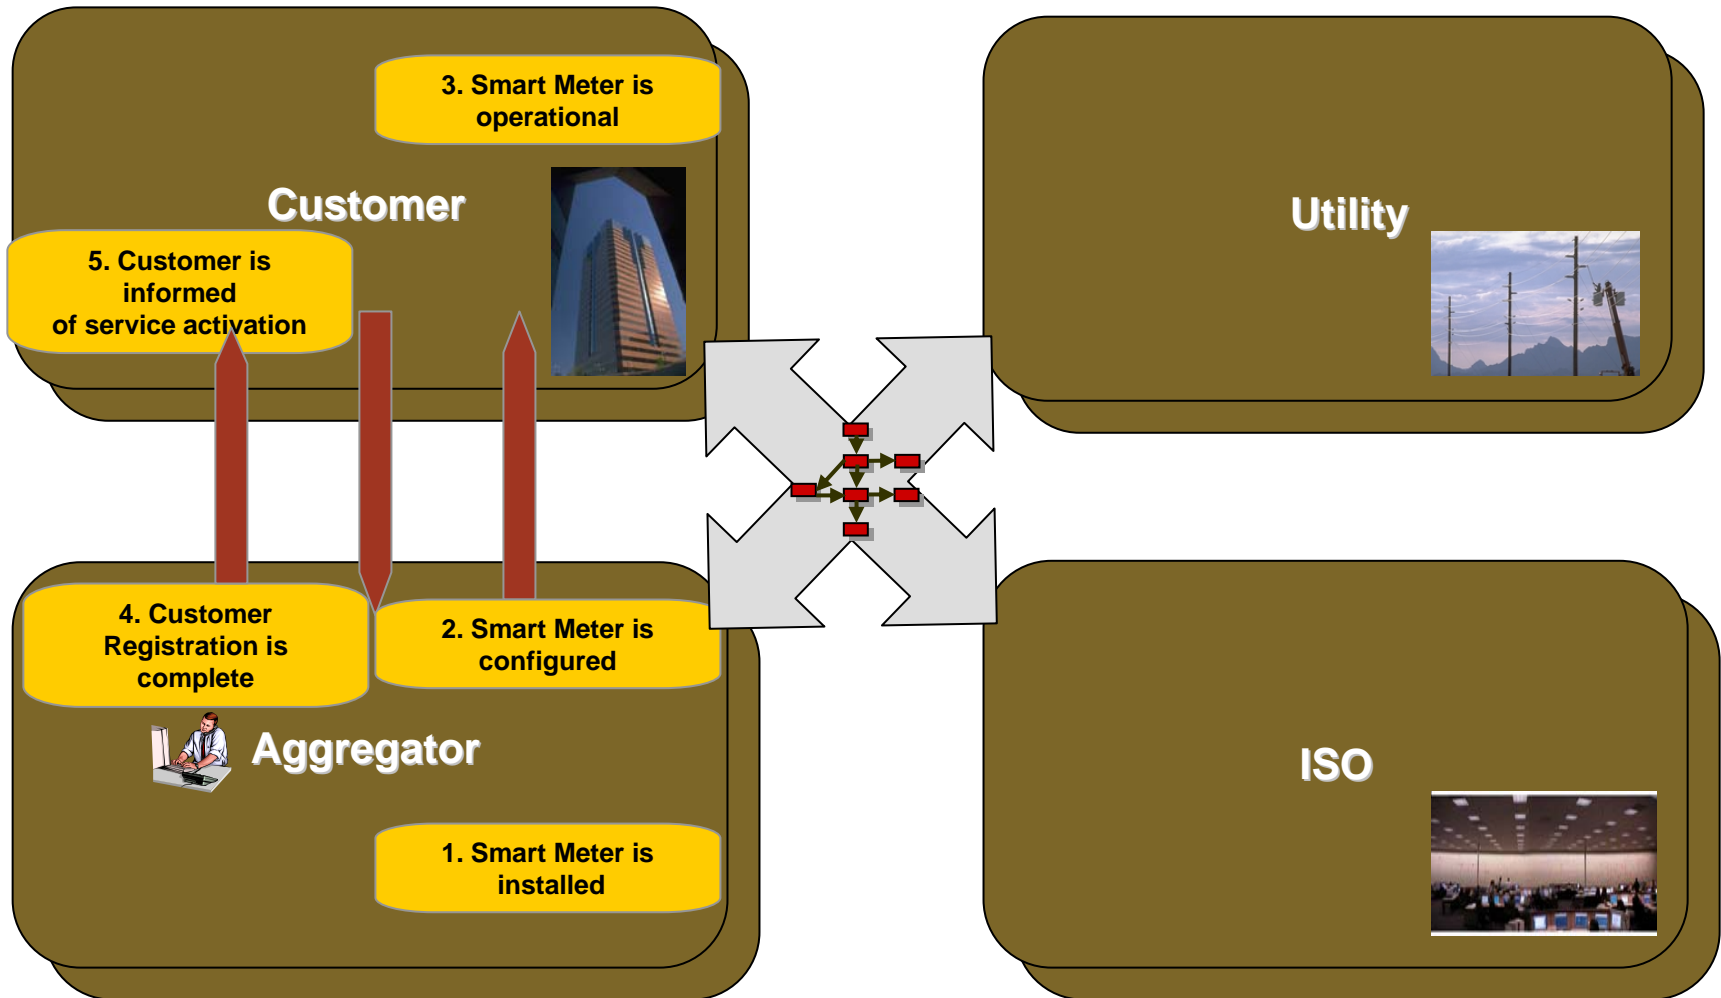 3. Smart Meter is
operational
Customer
5. Customer is
informed
of service activation
Utility
4. Customer
Registration is
complete
2. Smart Meter is
configured
Aggregator
1. Smart Meter is
installed
ISO